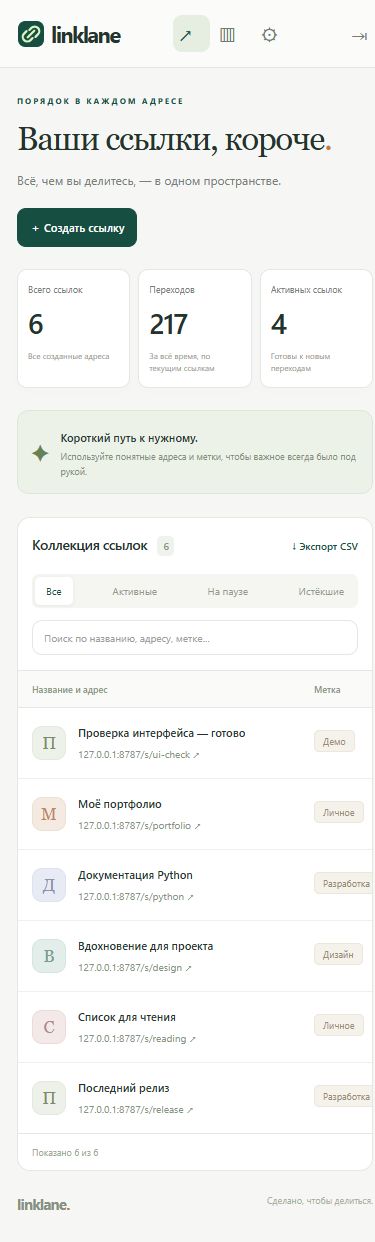 linklane
ПОРЯДОК В КАЖДОМ АДРЕСЕ
Ваши ссылки, короче.
Всё, чем вы делитесь, — в одном пространстве.
+ Создать ссылку
Всего ссылок
6
Все созданные адреса
Переходов
217
За всё время, по
текущим ссылкам
Активных ссылок
4
Готовы к новым
переходам
Короткий путь к нужному.
Используйте понятные адреса и метки, чтобы важное всегда было под
рукой.
Коллекция ссылок 6
↓ Экспорт CSV
Все Активные На паузе Истёкшие
Поиск по названию, адресу, метке...
Название и адрес Метка
П
Проверка интерфейса — готово
127.0.0.1:8787/s/ui-check ↗
Демо
М
Моё портфолио
127.0.0.1:8787/s/portfolio ↗
Личное
Д
Документация Python
127.0.0.1:8787/s/python ↗
Разработка
В
Вдохновение для проекта
127.0.0.1:8787/s/design ↗
Дизайн
С
Список для чтения
127.0.0.1:8787/s/reading ↗
Личное
П
Последний релиз
127.0.0.1:8787/s/release ↗
Разработка
Показано 6 из 6
linklane.
Сделано, чтобы делиться.